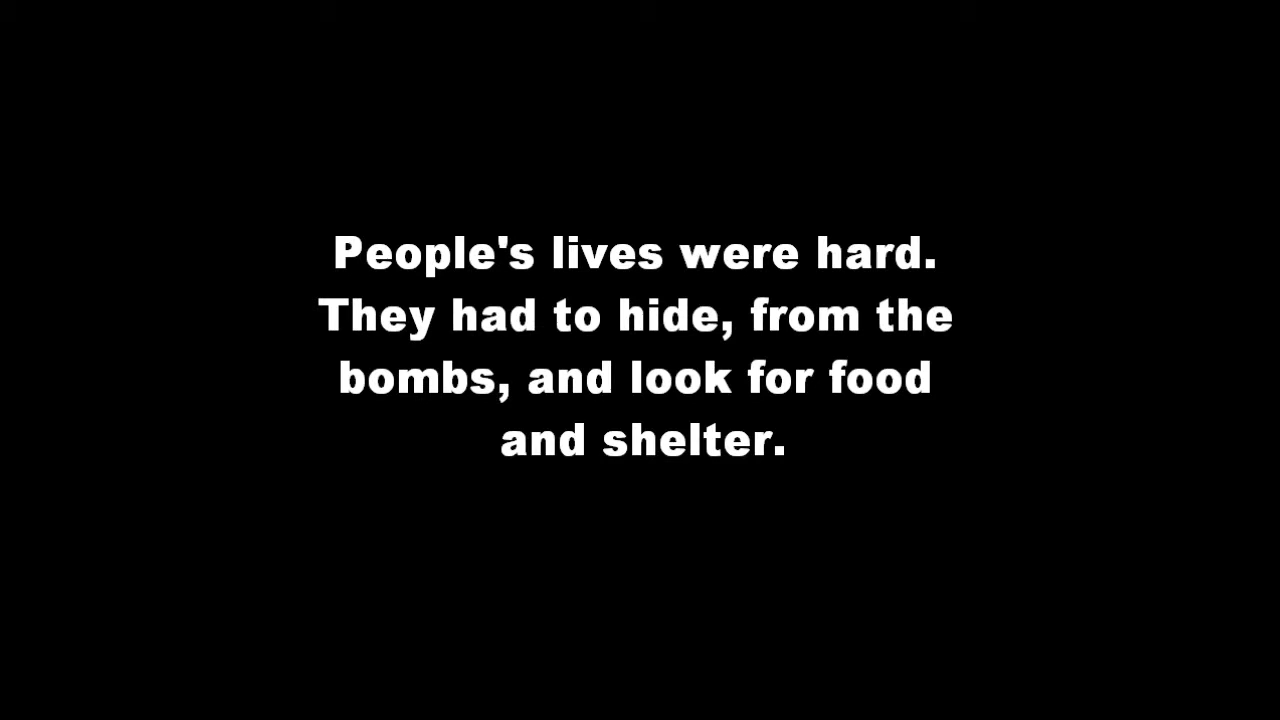 People's lives were hard.
They had to hide, from the
bombs, and look for food
and shelter.